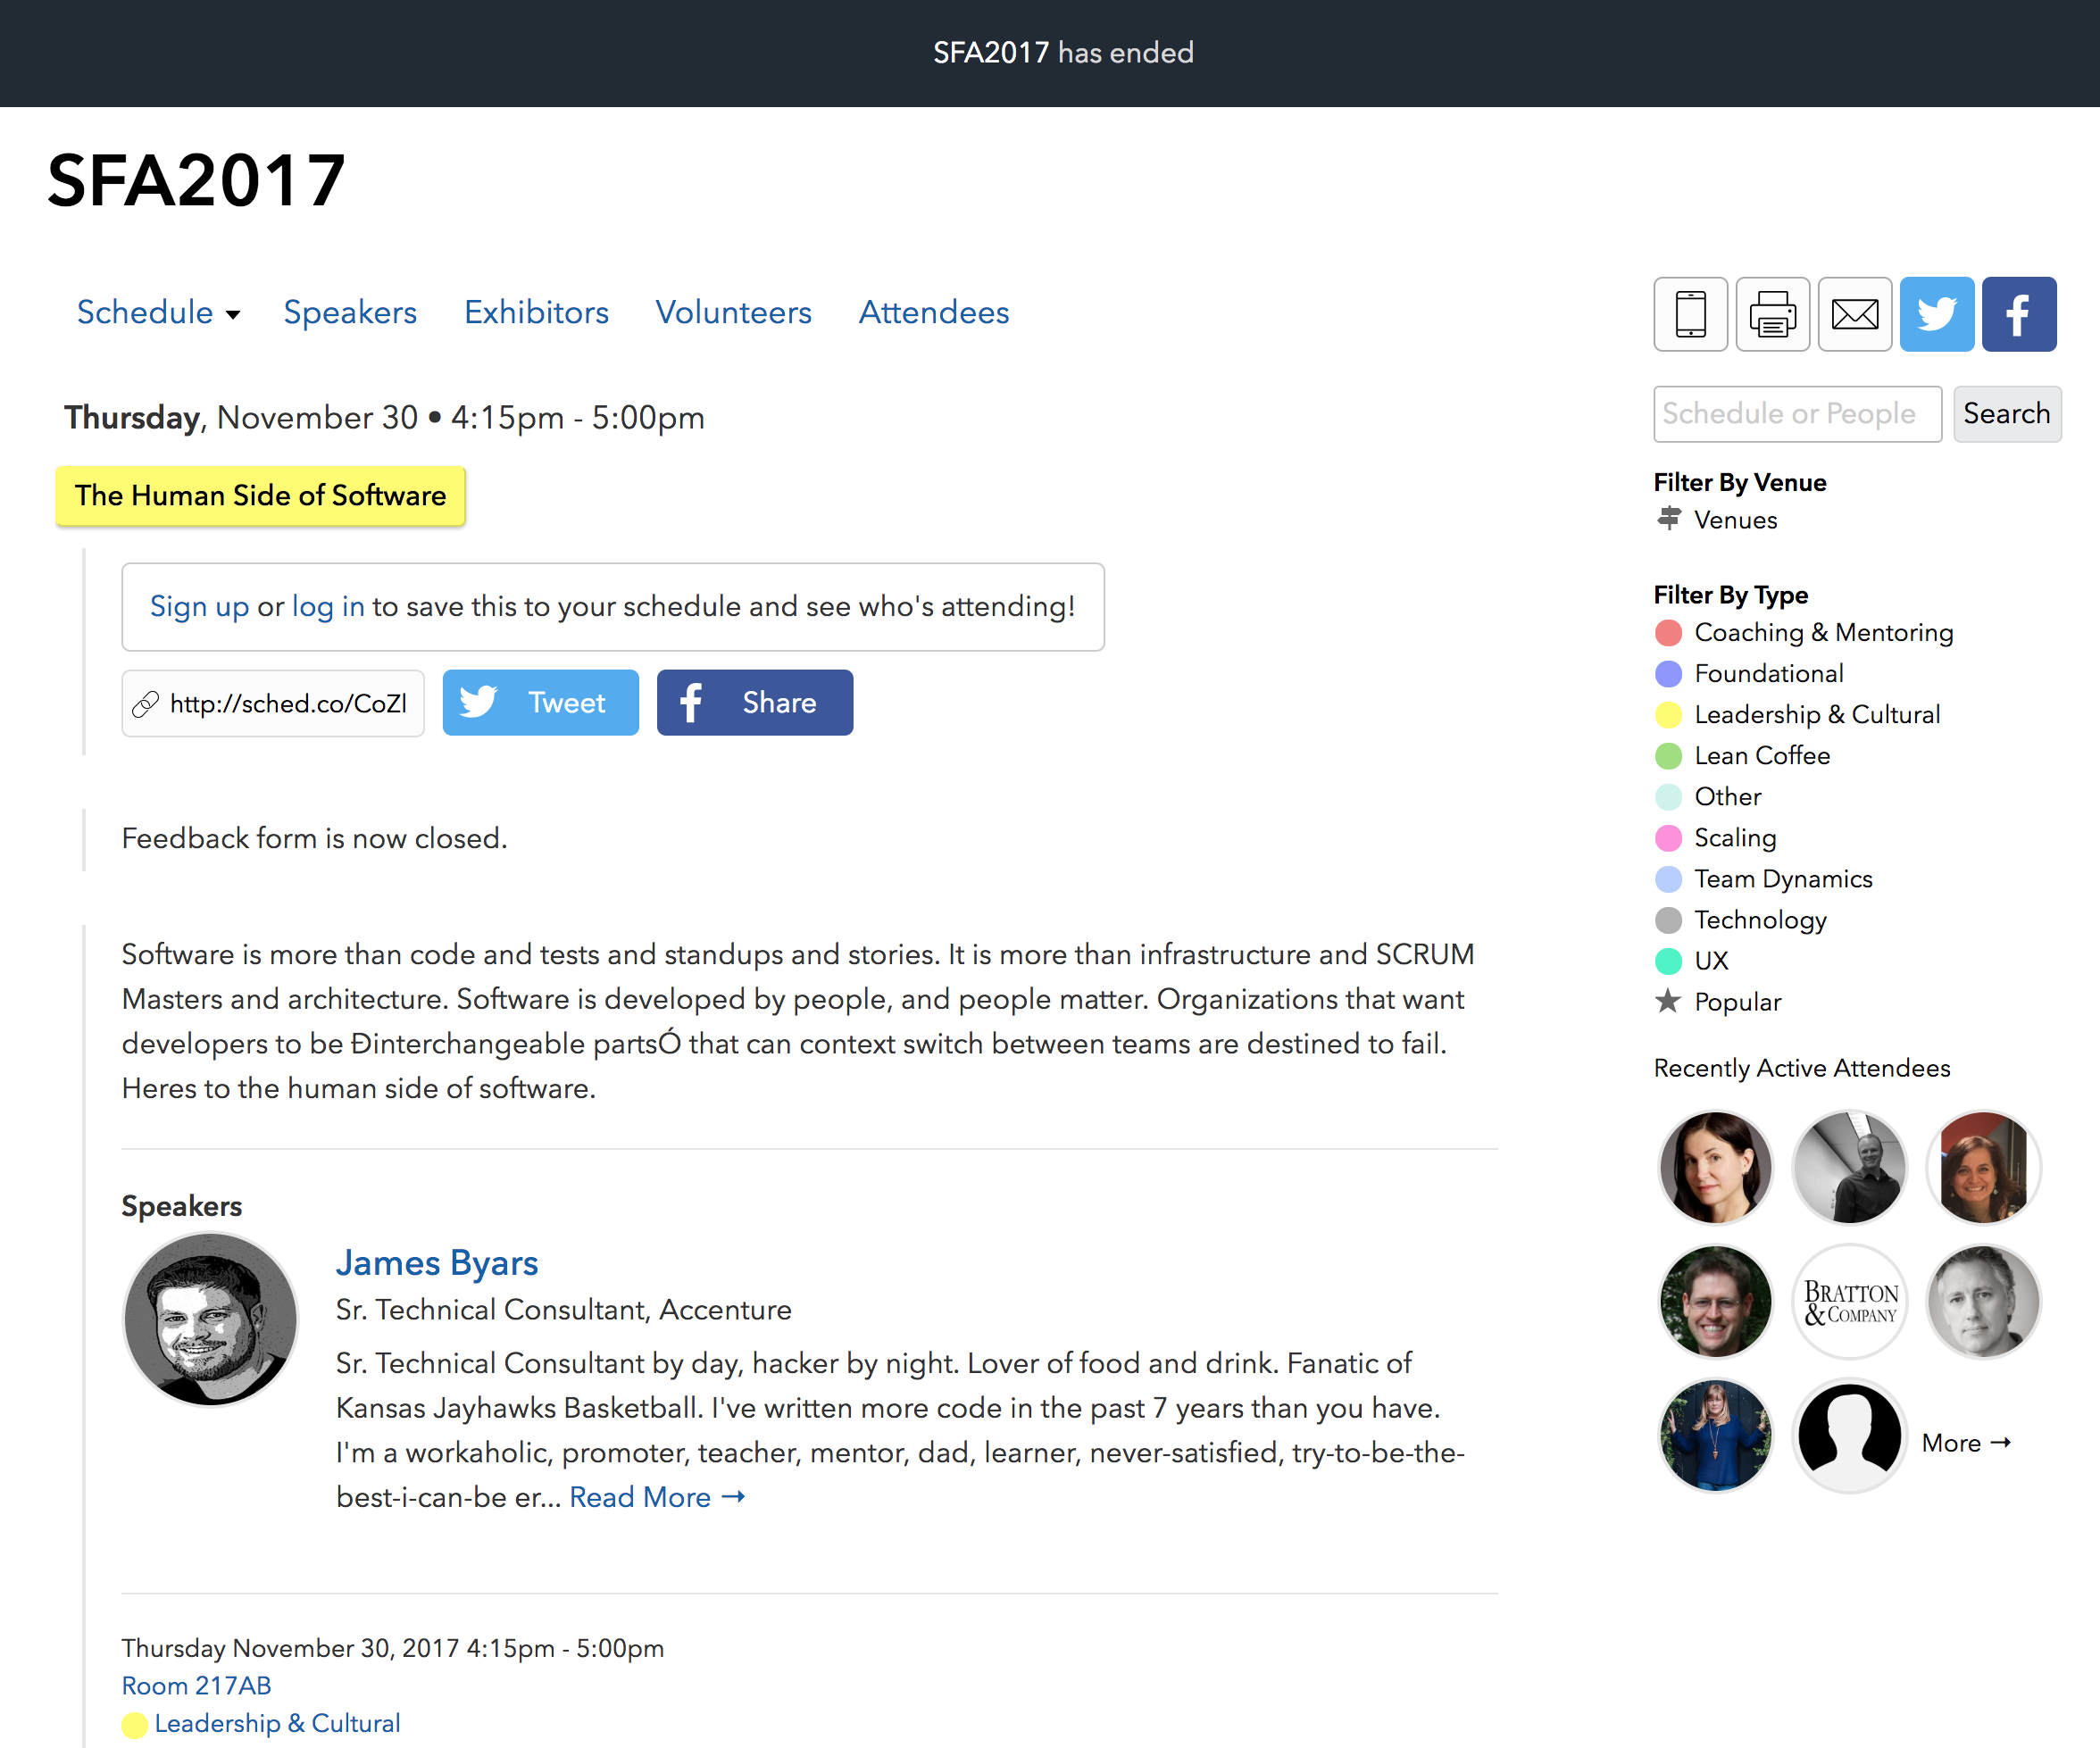 SFA2017 has ended
SFA2017
Schedule Speakers Exhibitors Volunteers Attendees
Thursday, November 30 • 4:15pm - 5:00pm
The Human Side of Software
Sign up or log in to save this to your schedule and see who's attending!
http://sched.co/CoZl Tweet Share
Feedback form is now closed.
Software is more than code and tests and standups and stories. It is more than infrastructure and SCRUM
Masters and architecture. Software is developed by people, and people matter. Organizations that want
developers to be Ðinterchangeable partsÓ that can context switch between teams are destined to fail.
Heres to the human side of software.
Speakers
James Byars
Sr. Technical Consultant, Accenture
Sr. Technical Consultant by day, hacker by night. Lover of food and drink. Fanatic of
Kansas Jayhawks Basketball. I've written more code in the past 7 years than you have.
I'm a workaholic, promoter, teacher, mentor, dad, learner, never-satisfied, try-to-be-the-
best-i-can-be er... Read More →
Thursday November 30, 2017 4:15pm - 5:00pm
Room 217AB
Leadership & Cultural
Schedule or People Search
Filter By Venue
Venues
Filter By Type
Coaching & Mentoring
Foundational
Leadership & Cultural
Lean Coffee
Other
Scaling
Team Dynamics
Technology
UX
Popular
Recently Active Attendees
BRATTON
& COMPANY
More →